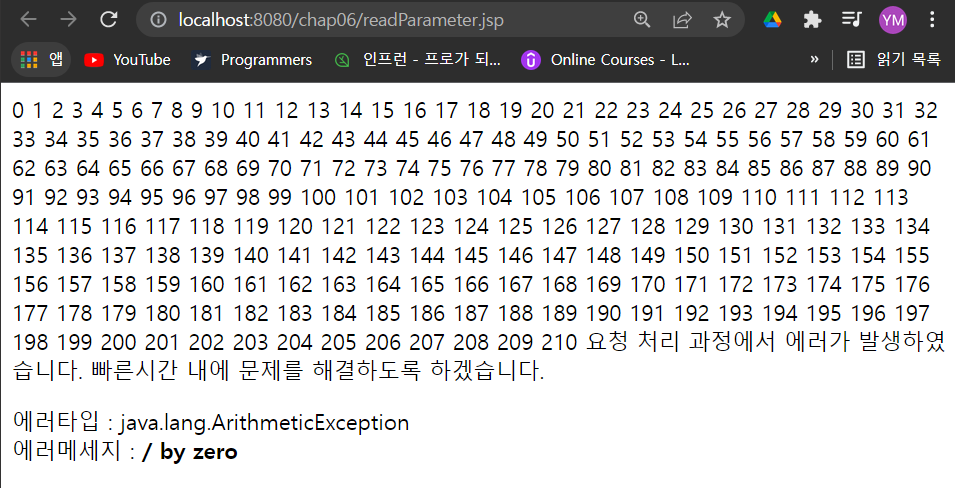 localhost:8080/chap06/readParameter.jsp
YM
앱 YouTube Programmers 인프런 - 프로가 되... Online Courses - L... » 읽기 목록
0 1 2 3 4 5 6 7 8 9 10 11 12 13 14 15 16 17 18 19 20 21 22 23 24 25 26 27 28 29 30 31 32
33 34 35 36 37 38 39 40 41 42 43 44 45 46 47 48 49 50 51 52 53 54 55 56 57 58 59 60 61
62 63 64 65 66 67 68 69 70 71 72 73 74 75 76 77 78 79 80 81 82 83 84 85 86 87 88 89 90
91 92 93 94 95 96 97 98 99 100 101 102 103 104 105 106 107 108 109 110 111 112 113
114 115 116 117 118 119 120 121 122 123 124 125 126 127 128 129 130 131 132 133 134
135 136 137 138 139 140 141 142 143 144 145 146 147 148 149 150 151 152 153 154 155
156 157 158 159 160 161 162 163 164 165 166 167 168 169 170 171 172 173 174 175 176
177 178 179 180 181 182 183 184 185 186 187 188 189 190 191 192 193 194 195 196 197
198 199 200 201 202 203 204 205 206 207 208 209 210 요청 처리 과정에서 에러가 발생하였
습니다. 빠른시간 내에 문제를 해결하도록 하겠습니다.
에러타입 : java.lang.ArithmeticException
에러메세지 : / by zero